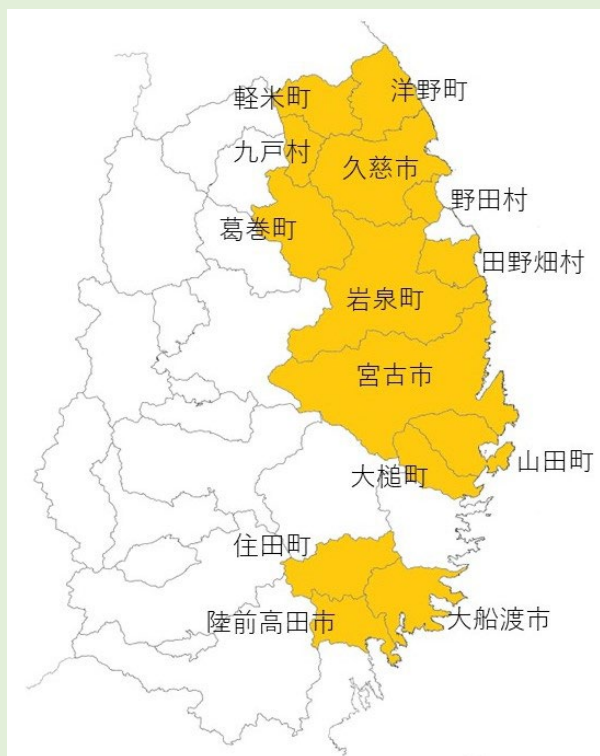 軽米町
洋野町
九戸村
久慈市
野田村
葛巻町
田野畑村
岩泉町
宮古市
山田町
大槌町
住田町
陸前高田市
大船渡市